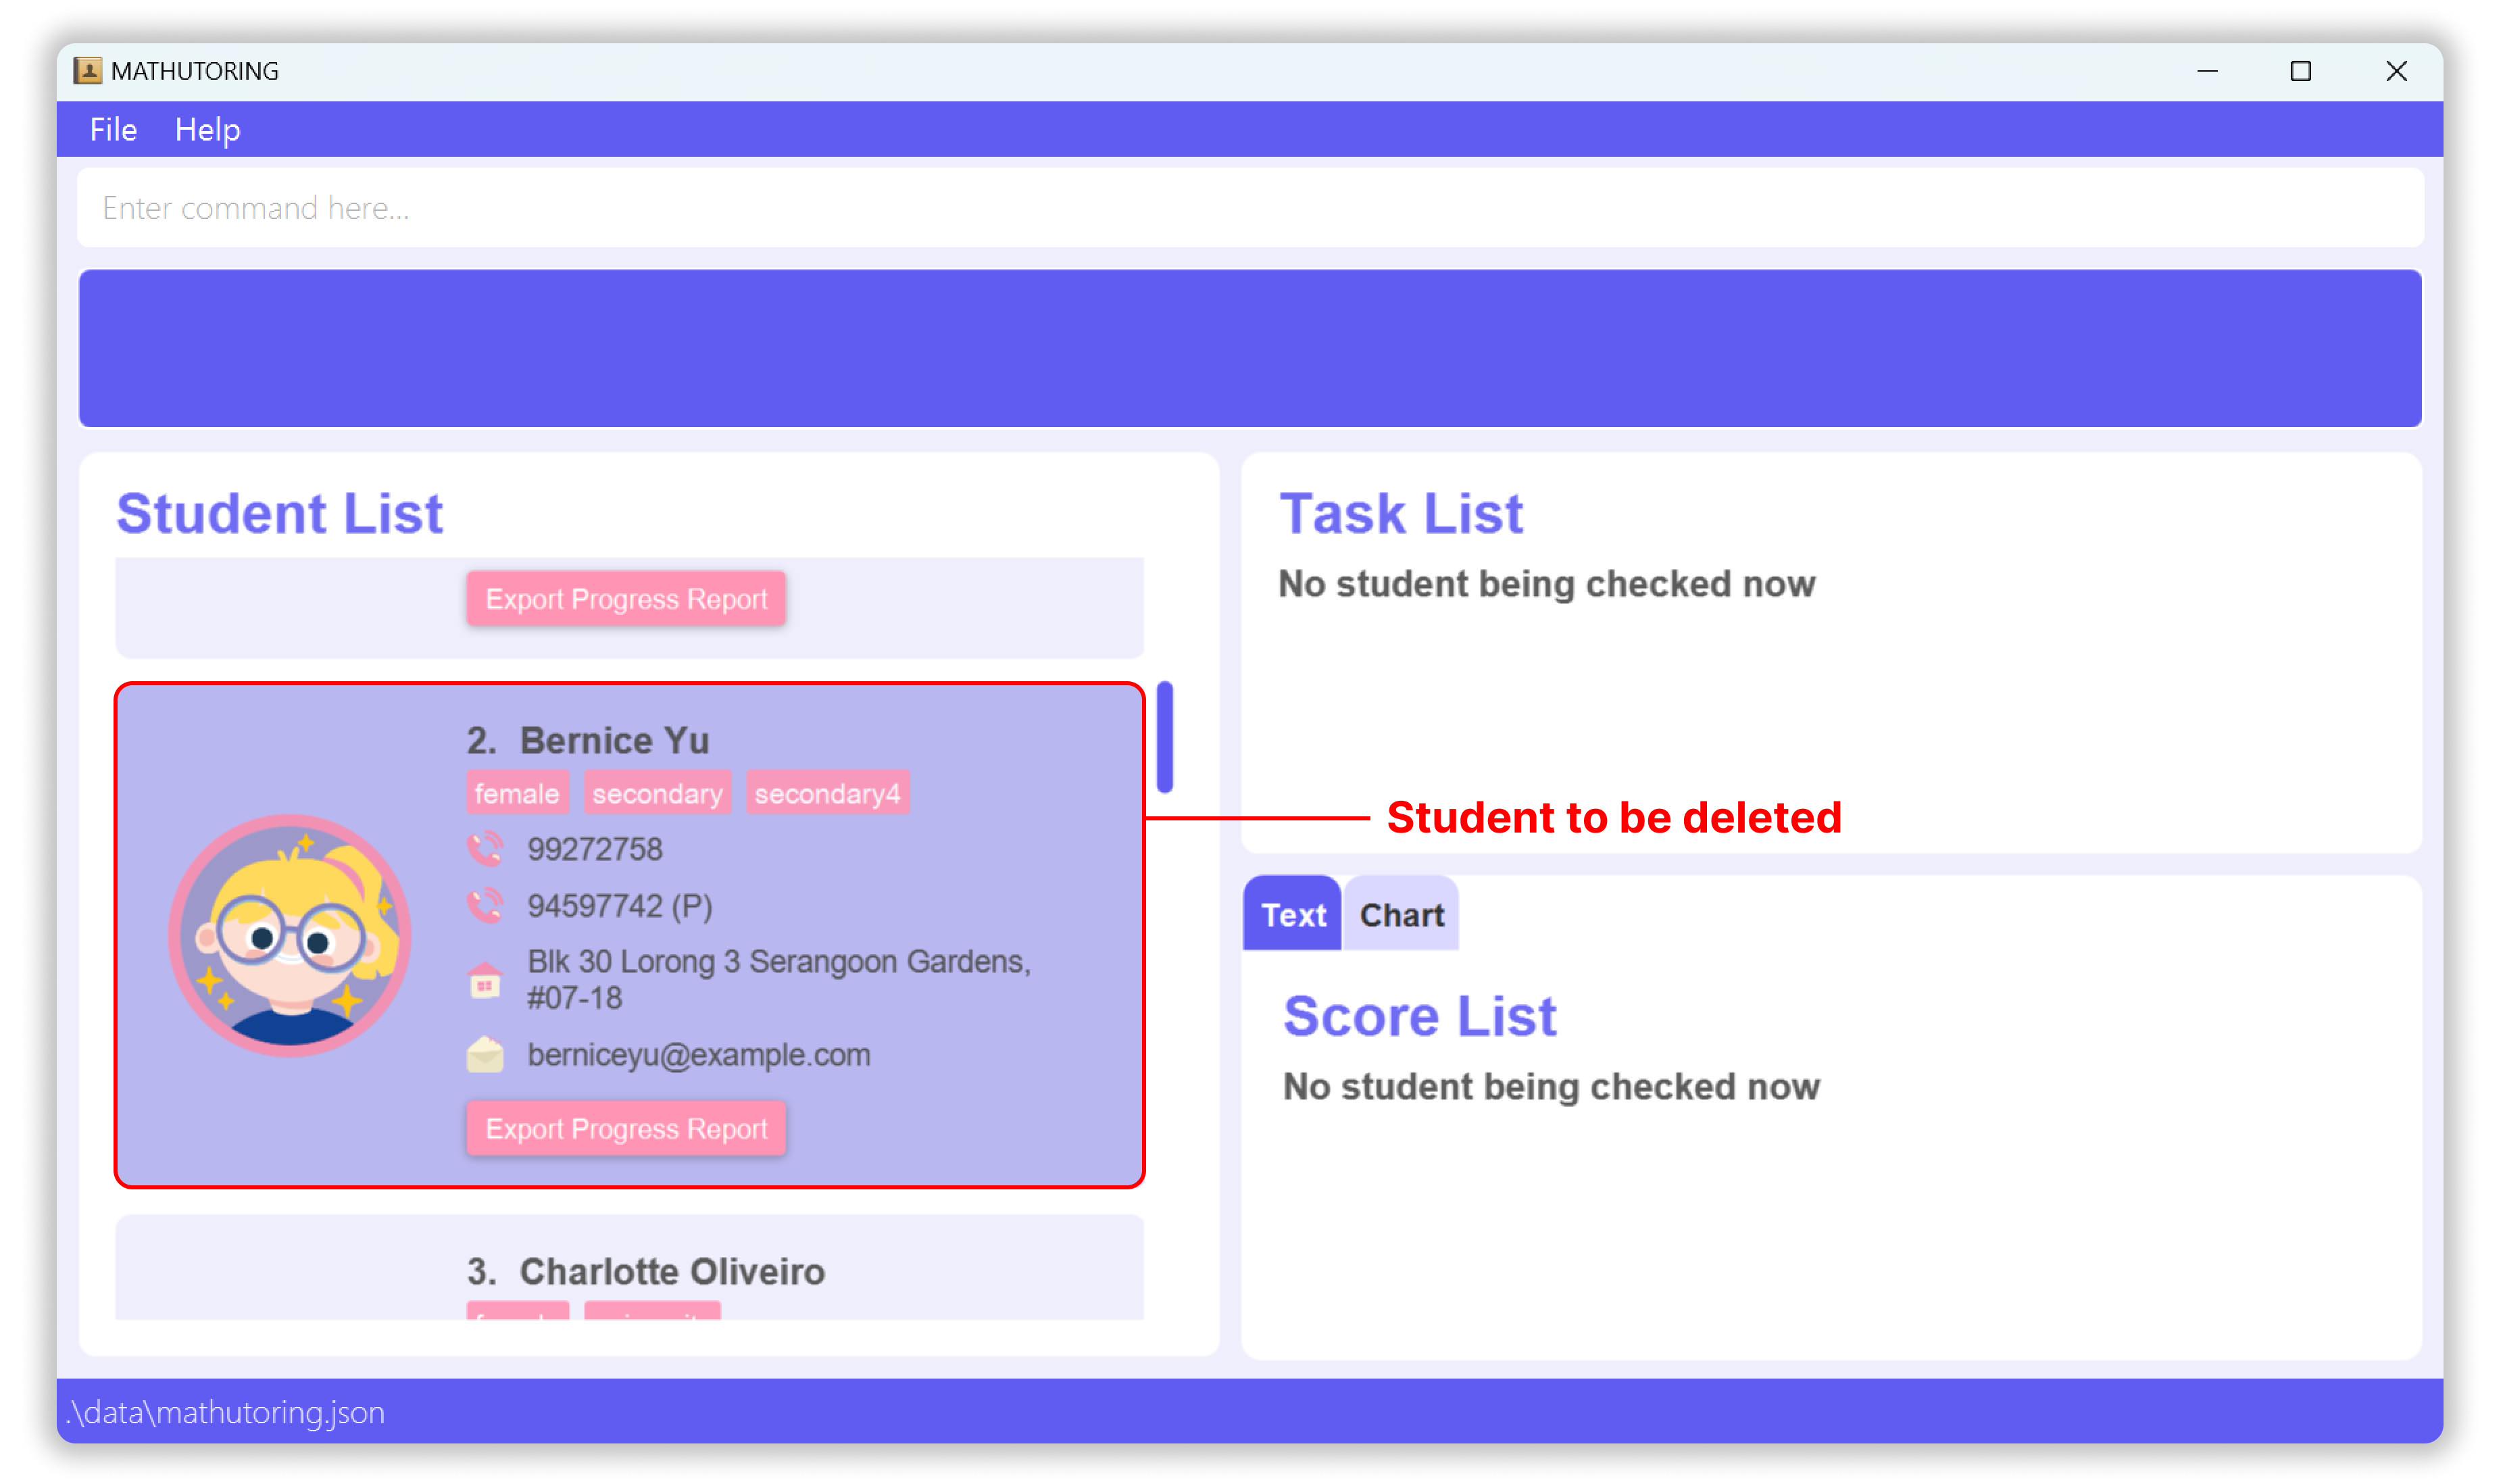 MATHUTORING
File Help
Enter command here...
Student List
Export Progress Report
2. Bernice Yu
female secondary secondary4
99272758
94597742 (P)
Blk 30 Lorong 3 Serangoon Gardens,
#07-18
berniceyu@example.com
Export Progress Report
3. Charlotte Oliveiro
Task List
No student being checked now
Student to be deleted
Text Chart
Score List
No student being checked now
.\data\mathutoring.json